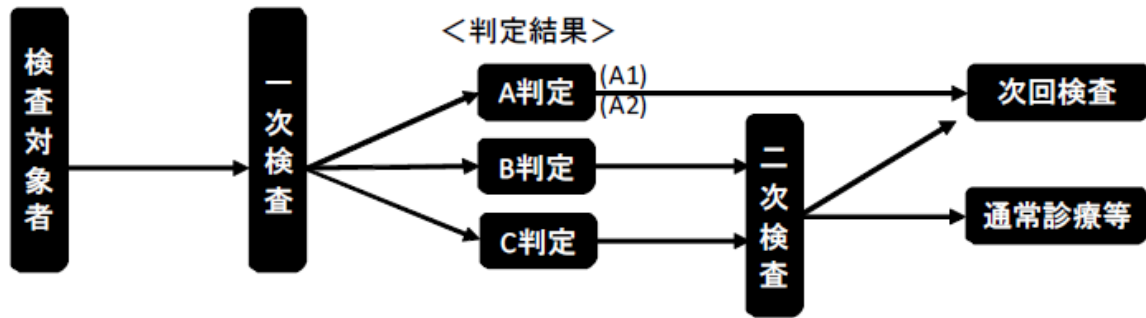 検査対象者
一次検査
＜判定結果＞
A判定
(A1)
(A2)
B判定
C判定
二次検査
次回検査
通常診療等